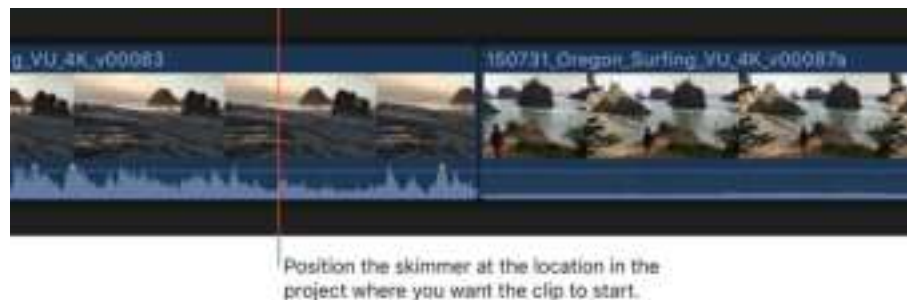 g_VU_4K_v00083
150731_Oregon_Surfing_VU_4K_v00087a
Position the skimmer at the location in the
project where you want the clip to start.